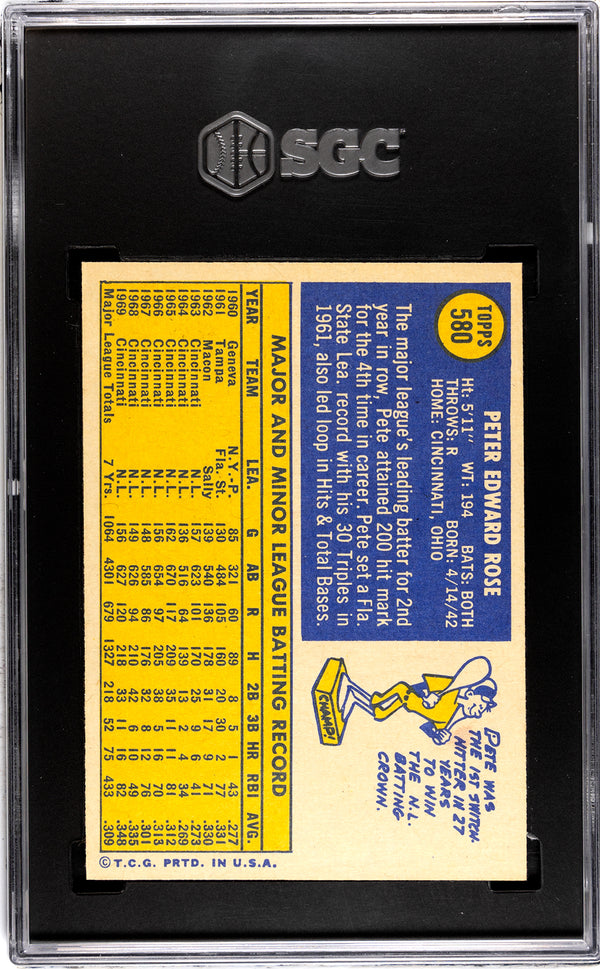 SGC
TOPPS
580
PETER EDWARD ROSE
Ht: 5'11" WT: 194 BATS: BOTH
THROWS: R BORN: 4/14/42
HOME: CINCINNATI, OHIO
The major league's leading batter for 2nd
year in row, Pete attained 200 hit mark
for the 4th time in career. Pete set a Fla.
State Lea. record with his 30 Triples in
1961, also led loop in Hits & Total Bases.
PETE WAS
THE 1ST SWITCH-
HITTER IN 27
YEARS
TO WIN
THE N.L.
BATTING
CROWN.
CHAMP!
MAJOR AND MINOR LEAGUE BATTING RECORD
YEAR TEAM LEA. G AB R H 2B 3B HR RBI AVG.
1960 Geneva N.Y.-P. 85 321 60 89 8 5 1 43 .277
1961 Tampa Fla. St. 130 484 105 160 20 30 2 77 .331
1962 Macon Sally 139 540 136 178 31 17 9 71 .330
1963 Cincinnati N.L. 157 623 101 170 25 9 6 41 .273
1964 Cincinnati N.L. 136 516 64 139 13 2 4 34 .269
1965 Cincinnati N.L. 162 670 117 209 35 11 11 81 .312
1966 Cincinnati N.L. 156 654 97 205 38 5 16 70 .313
1967 Cincinnati N.L. 148 585 86 176 32 8 12 76 .301
1968 Cincinnati N.L. 149 626 94 210 42 6 10 49 .335
1969 Cincinnati N.L. 156 627 120 218 33 11 16 82 .348
Major League Totals 7 Yrs. 1064 4301 679 1327 218 52 75 433 .309
© T.C.G. PRTD. IN U.S.A.